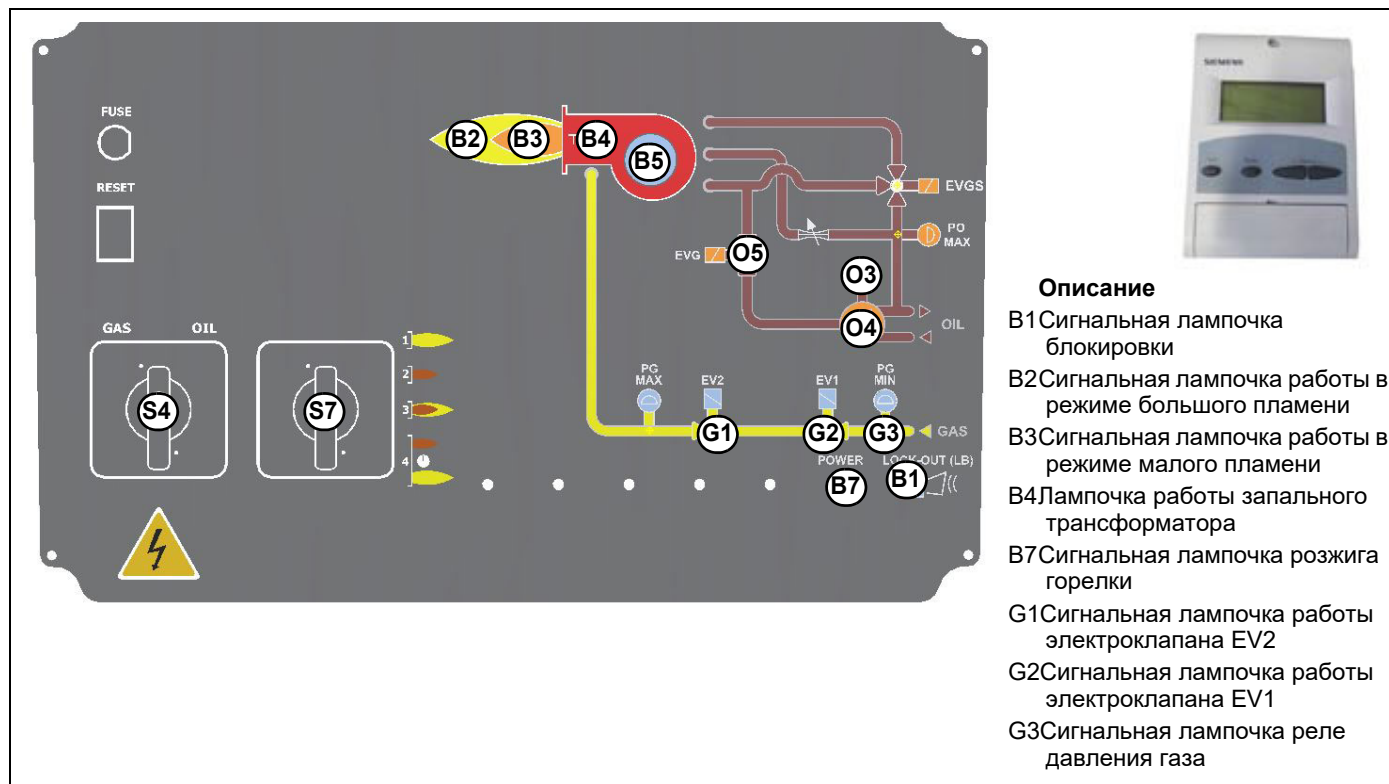 FUSE
RESET
GAS OIL
S4
S7
1
2
3
4
B2
B3
B4
B5
EVGS
PO
MAX
EVG
O5
O3
O4
OIL
PG
MAX
EV2
EV1
PG
MIN
G1
G2
G3
GAS
POWER
LOCK-OUT (LB)
B7
B1
SIEMENS
Описание
B1Сигнальная лампочка
блокировки
B2Сигнальная лампочка работы в
режиме большого пламени
B3Сигнальная лампочка работы в
режиме малого пламени
B4Лампочка работы запального
трансформатора
B7Сигнальная лампочка розжига
горелки
G1Сигнальная лампочка работы
электроклапана EV2
G2Сигнальная лампочка работы
электроклапана EV1
G3Сигнальная лампочка реле
давления газа